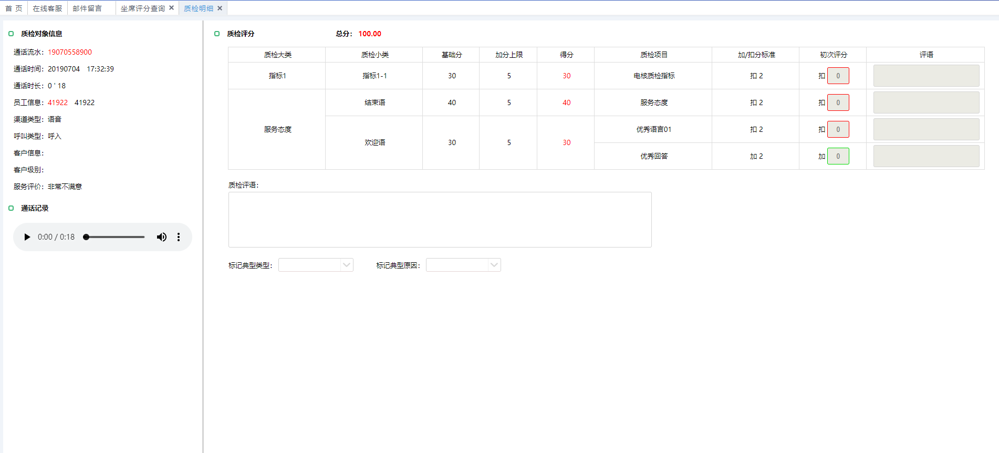 首 页 在线客服 邮件留言 坐席评分查询 质检明细
质检对象信息
通话流水：19070558900
通话时间：20190704 17:32:39
通话时长：0 ' 18
员工信息：41922 41922
渠道类型：语音
呼叫类型：呼入
客户信息：
客户级别：
服务评价：非常不满意
通话记录
0:00 / 0:18
质检评分 总分： 100.00
质检大类 质检小类 基础分 加分上限 得分 质检项目 加/扣分标准 初次评分 评语
指标1 指标1-1 30 5 30 电核质检指标 扣 2 扣 0
服务态度 结束语 40 5 40 服务态度 扣 2 扣 0
欢迎语 30 5 30 优秀语言01 扣 2 扣 0
优秀回答 加 2 加 0
质检评语：
标记典型类型： 标记典型原因：